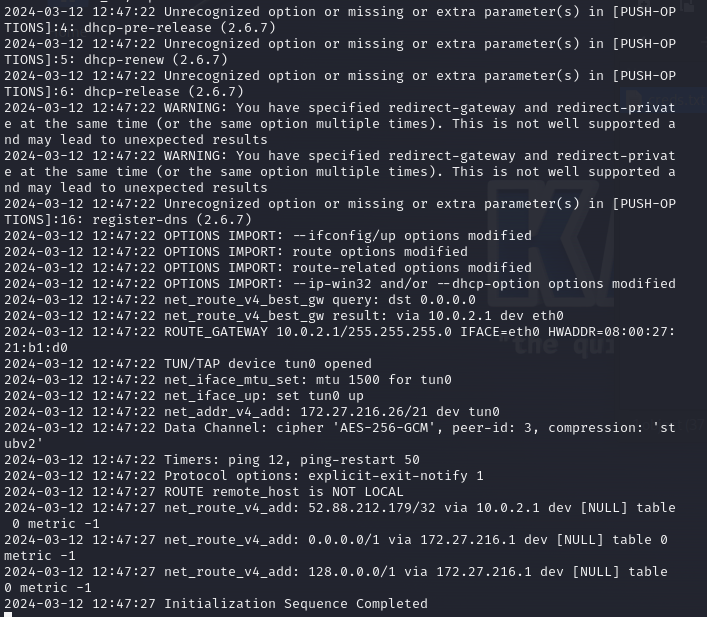 2024-03-12 12:47:22 Unrecognized option or missing or extra parameter(s) in [PUSH-OP
TIONS]:4: dhcp-pre-release (2.6.7)
2024-03-12 12:47:22 Unrecognized option or missing or extra parameter(s) in [PUSH-OP
TIONS]:5: dhcp-renew (2.6.7)
2024-03-12 12:47:22 Unrecognized option or missing or extra parameter(s) in [PUSH-OP
TIONS]:6: dhcp-release (2.6.7)
2024-03-12 12:47:22 WARNING: You have specified redirect-gateway and redirect-privat
e at the same time (or the same option multiple times). This is not well supported a
nd may lead to unexpected results
2024-03-12 12:47:22 WARNING: You have specified redirect-gateway and redirect-privat
e at the same time (or the same option multiple times). This is not well supported a
nd may lead to unexpected results
2024-03-12 12:47:22 Unrecognized option or missing or extra parameter(s) in [PUSH-OP
TIONS]:16: register-dns (2.6.7)
2024-03-12 12:47:22 OPTIONS IMPORT: --ifconfig/up options modified
2024-03-12 12:47:22 OPTIONS IMPORT: route options modified
2024-03-12 12:47:22 OPTIONS IMPORT: route-related options modified
2024-03-12 12:47:22 OPTIONS IMPORT: --ip-win32 and/or --dhcp-option options modified
2024-03-12 12:47:22 net_route_v4_best_gw query: dst 0.0.0.0
2024-03-12 12:47:22 net_route_v4_best_gw result: via 10.0.2.1 dev eth0
2024-03-12 12:47:22 ROUTE_GATEWAY 10.0.2.1/255.255.255.0 IFACE=eth0 HWADDR=08:00:27:
21:b1:d0
2024-03-12 12:47:22 TUN/TAP device tun0 opened
2024-03-12 12:47:22 net_iface_mtu_set: mtu 1500 for tun0
2024-03-12 12:47:22 net_iface_up: set tun0 up
2024-03-12 12:47:22 net_addr_v4_add: 172.27.216.26/21 dev tun0
2024-03-12 12:47:22 Data Channel: cipher 'AES-256-GCM', peer-id: 3, compression: 'st
ubv2'
2024-03-12 12:47:22 Timers: ping 12, ping-restart 50
2024-03-12 12:47:22 Protocol options: explicit-exit-notify 1
2024-03-12 12:47:27 ROUTE remote_host is NOT LOCAL
2024-03-12 12:47:27 net_route_v4_add: 52.88.212.179/32 via 10.0.2.1 dev [NULL] table
 0 metric -1
2024-03-12 12:47:27 net_route_v4_add: 0.0.0.0/1 via 172.27.216.1 dev [NULL] table 0
metric -1
2024-03-12 12:47:27 net_route_v4_add: 128.0.0.0/1 via 172.27.216.1 dev [NULL] table
0 metric -1
2024-03-12 12:47:27 Initialization Sequence Completed
"the qui